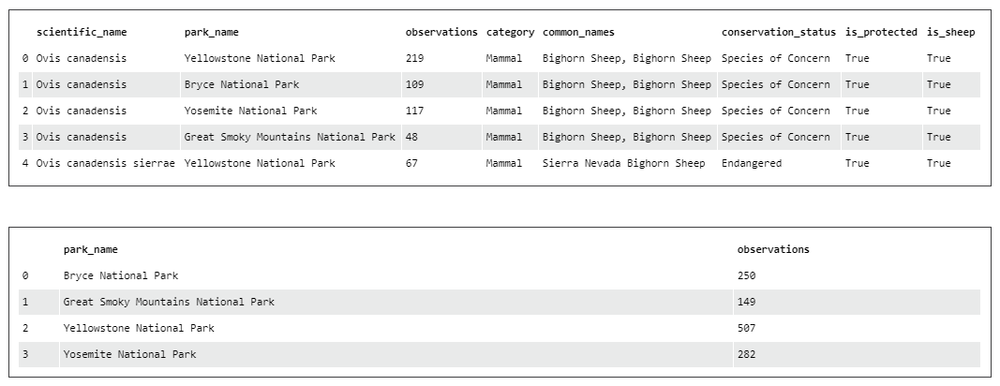 scientific_name park_name observations category common_names conservation_status is_protected is_sheep
0 Ovis canadensis Yellowstone National Park 219 Mammal Bighorn Sheep, Bighorn Sheep Species of Concern True True
1 Ovis canadensis Bryce National Park 109 Mammal Bighorn Sheep, Bighorn Sheep Species of Concern True True
2 Ovis canadensis Yosemite National Park 117 Mammal Bighorn Sheep, Bighorn Sheep Species of Concern True True
3 Ovis canadensis Great Smoky Mountains National Park 48 Mammal Bighorn Sheep, Bighorn Sheep Species of Concern True True
4 Ovis canadensis sierrae Yellowstone National Park 67 Mammal Sierra Nevada Bighorn Sheep Endangered True True
park_name observations
0 Bryce National Park 250
1 Great Smoky Mountains National Park 149
2 Yellowstone National Park 507
3 Yosemite National Park 282